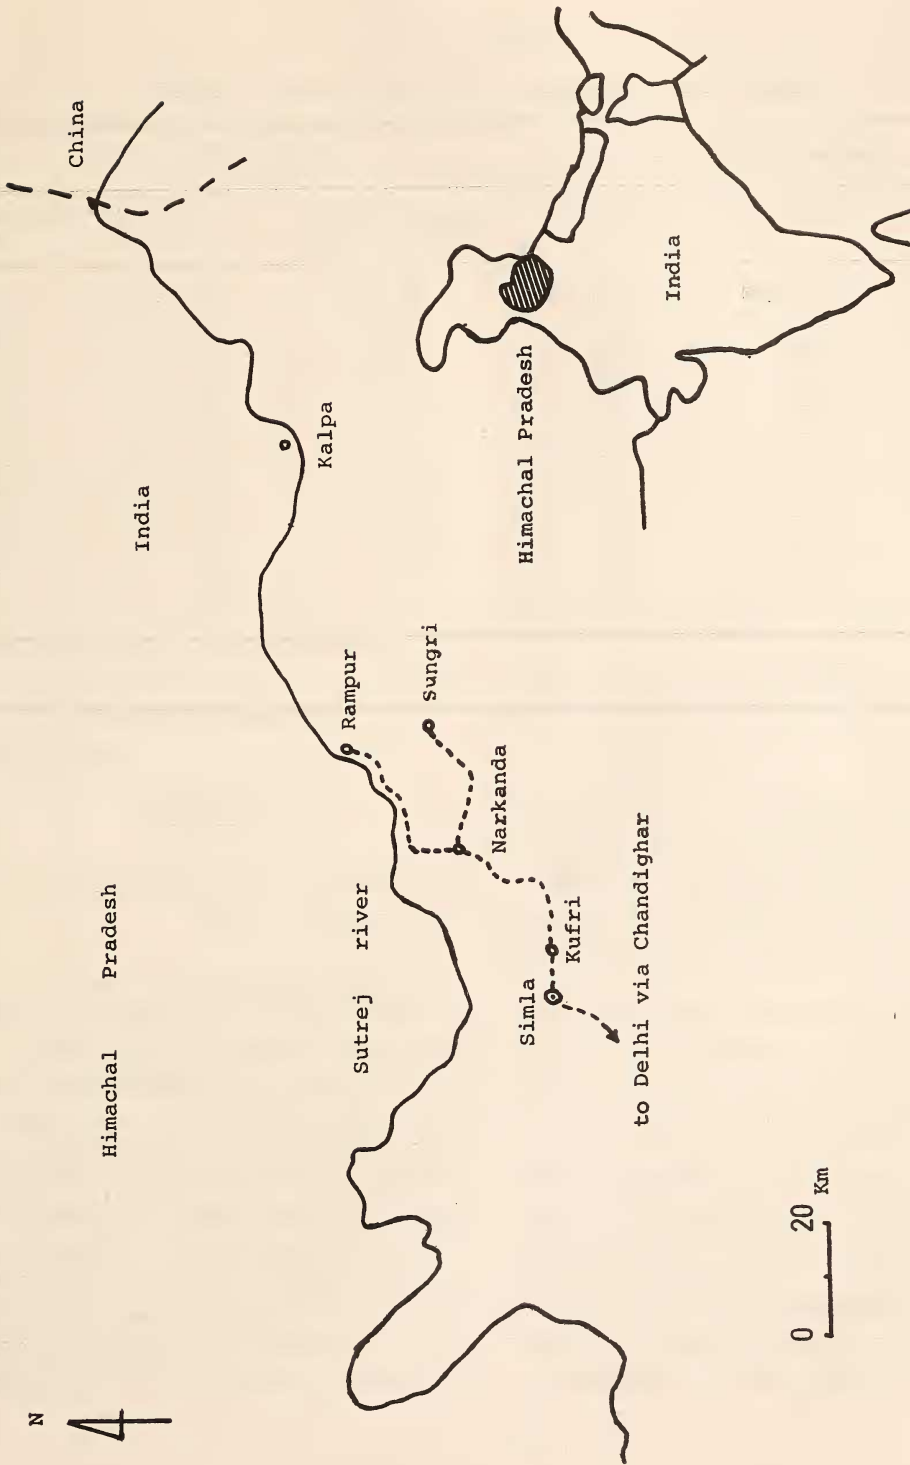 N
China
India
Kalpa
Himachal Pradesh
Rampur
Sungri
Sutrej river
Narkanda
Simla
Kufri
to Delhi via Chandighar
Himachal Pradesh
India
0 20
Km